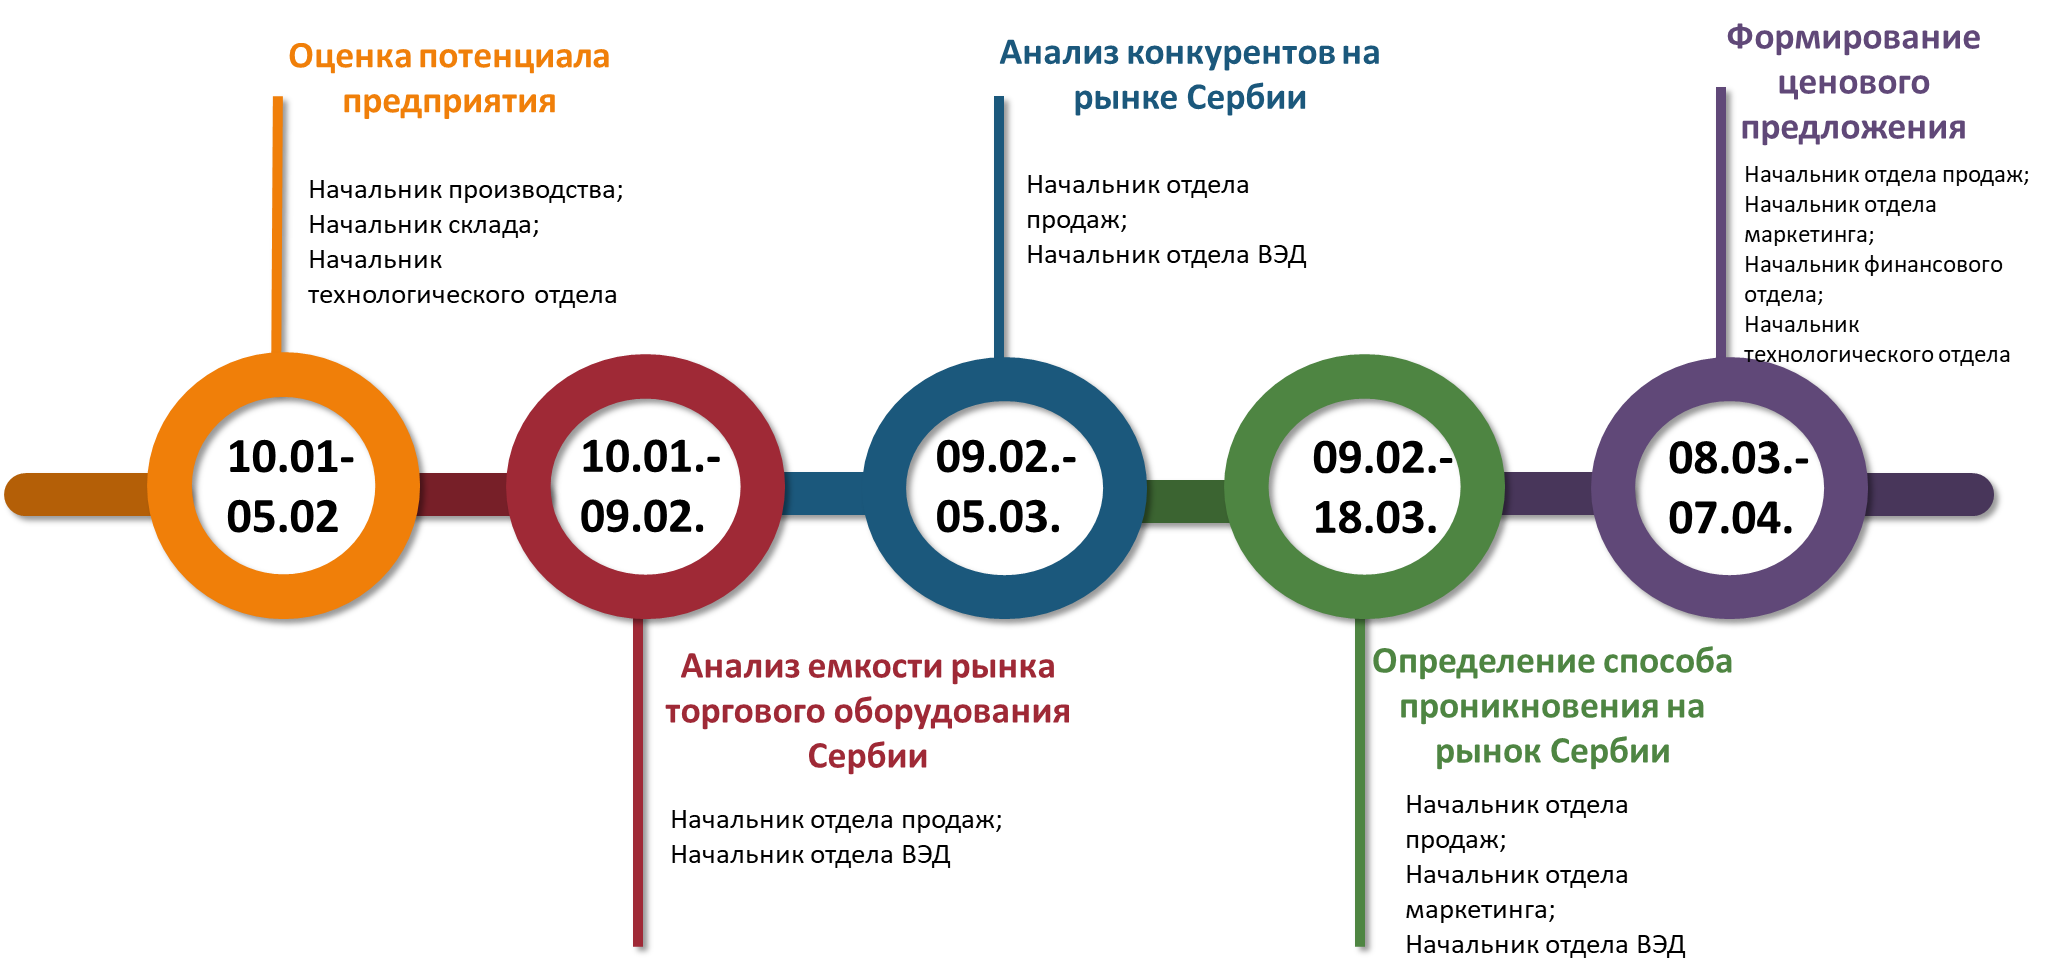 Оценка потенциала
предприятия
Начальник производства;
Начальник склада;
Начальник
технологического отдела
10.01-
05.02
10.01.-
09.02.
Анализ емкости рынка
торгового оборудования
Сербии
Начальник отдела продаж;
Начальник отдела ВЭД
Анализ конкурентов на
рынке Сербии
Начальник отдела
продаж;
Начальник отдела ВЭД
09.02.-
05.03.
09.02.-
18.03.
Определение способа
проникновения на
рынок Сербии
Начальник отдела
продаж;
Начальник отдела
маркетинга;
Начальник отдела ВЭД
Формирование
ценового
предложения
Начальник отдела продаж;
Начальник отдела
маркетинга;
Начальник финансового
отдела;
Начальник
технологического отдела
08.03.-
07.04.